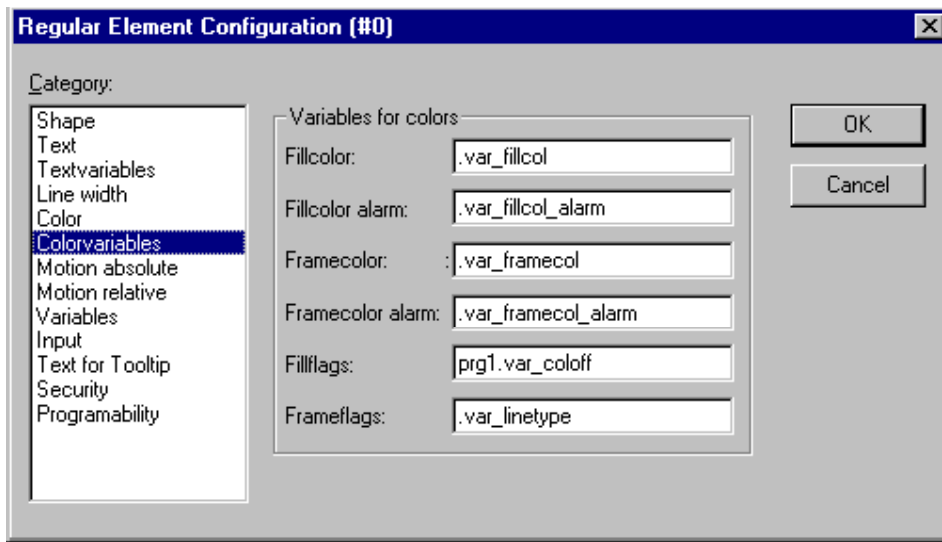 Regular Element Configuration (#0)
Category:
Shape
Text
Textvariables
Line width
Color
Colorvariables
Motion absolute
Motion relative
Variables
Input
Text for Tooltip
Security
Programability
Variables for colors
Fillcolor: .var_fillcol
Fillcolor alarm: .var_fillcol_alarm
Framecolor: : .var_framecol
Framecolor alarm: .var_framecol_alarm
Fillflags: prg1.var_coloff
Frameflags: .var_linetype
OK
Cancel